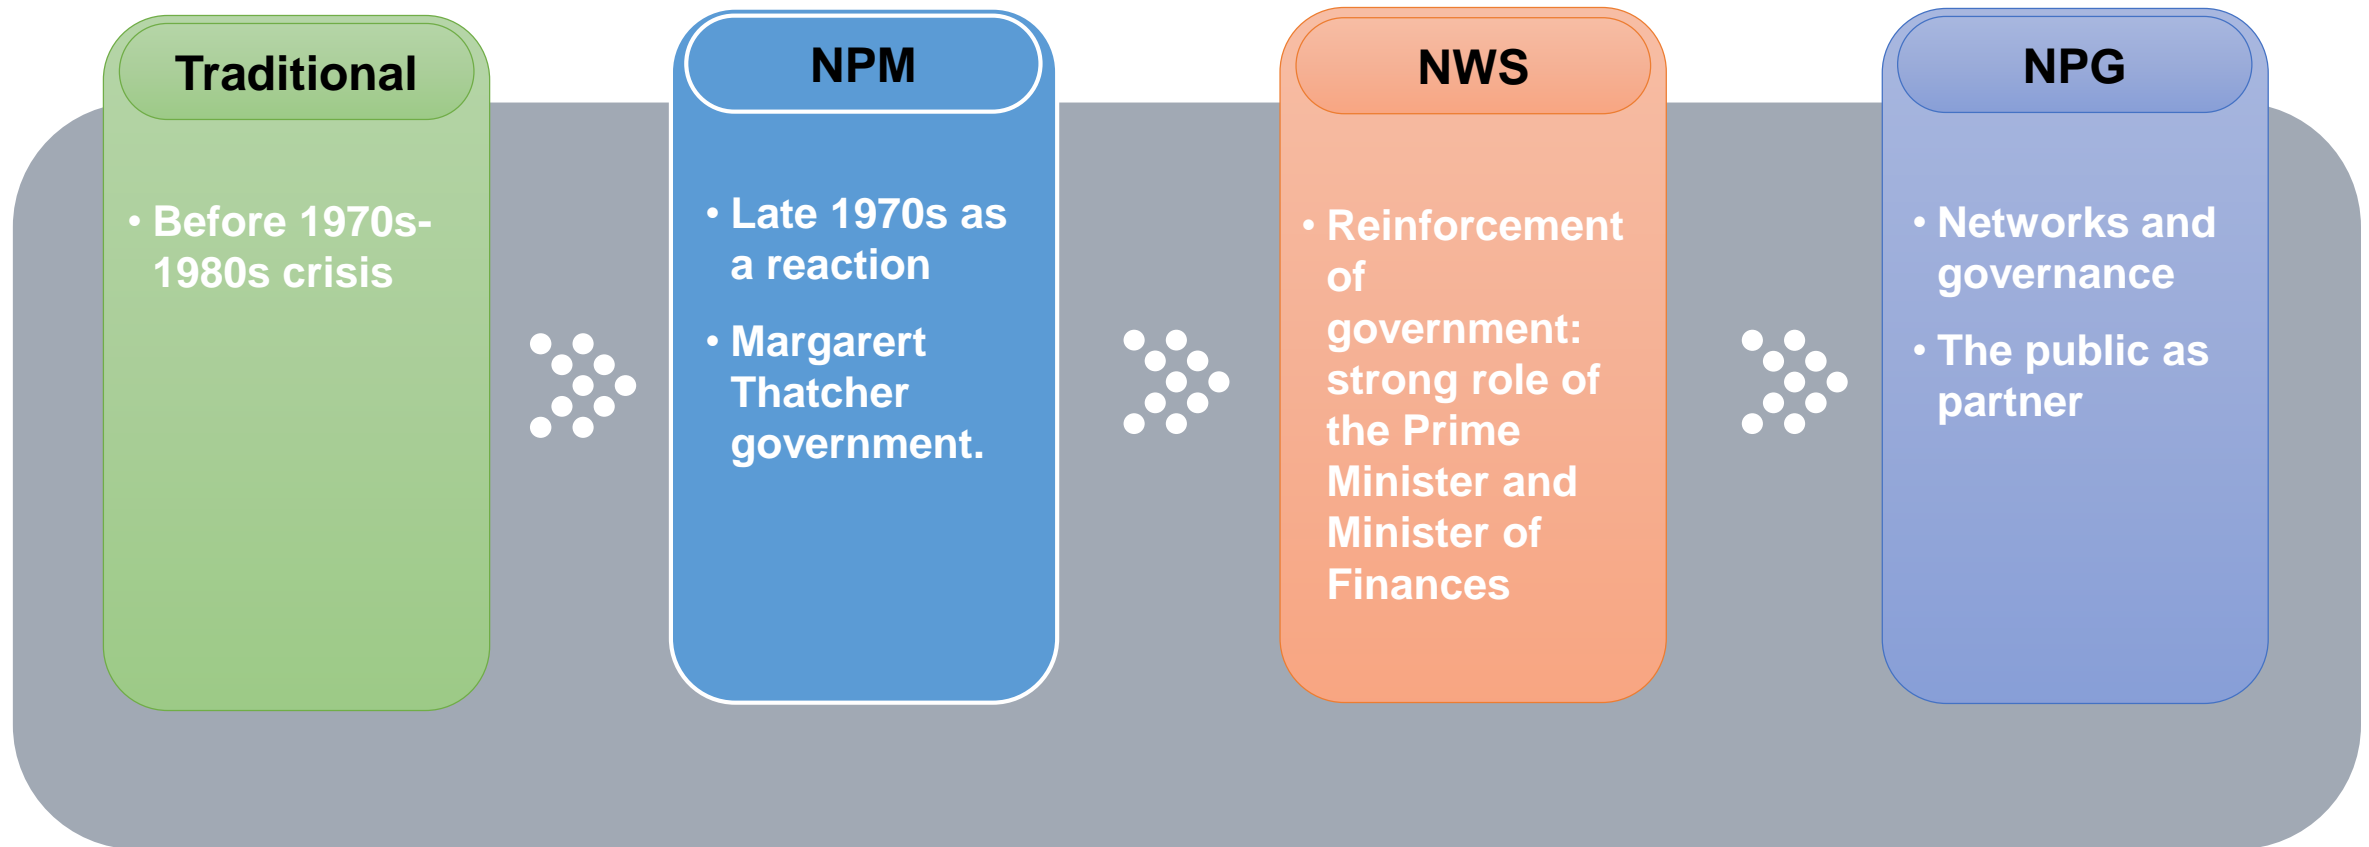 Traditional
• Before 1970s-
1980s crisis
NPM
• Late 1970s as
a reaction
• Margarert
Thatcher
government.
NWS
• Reinforcement
of
government:
strong role of
the Prime
Minister and
Minister of
Finances
NPG
• Networks and
governance
• The public as
partner